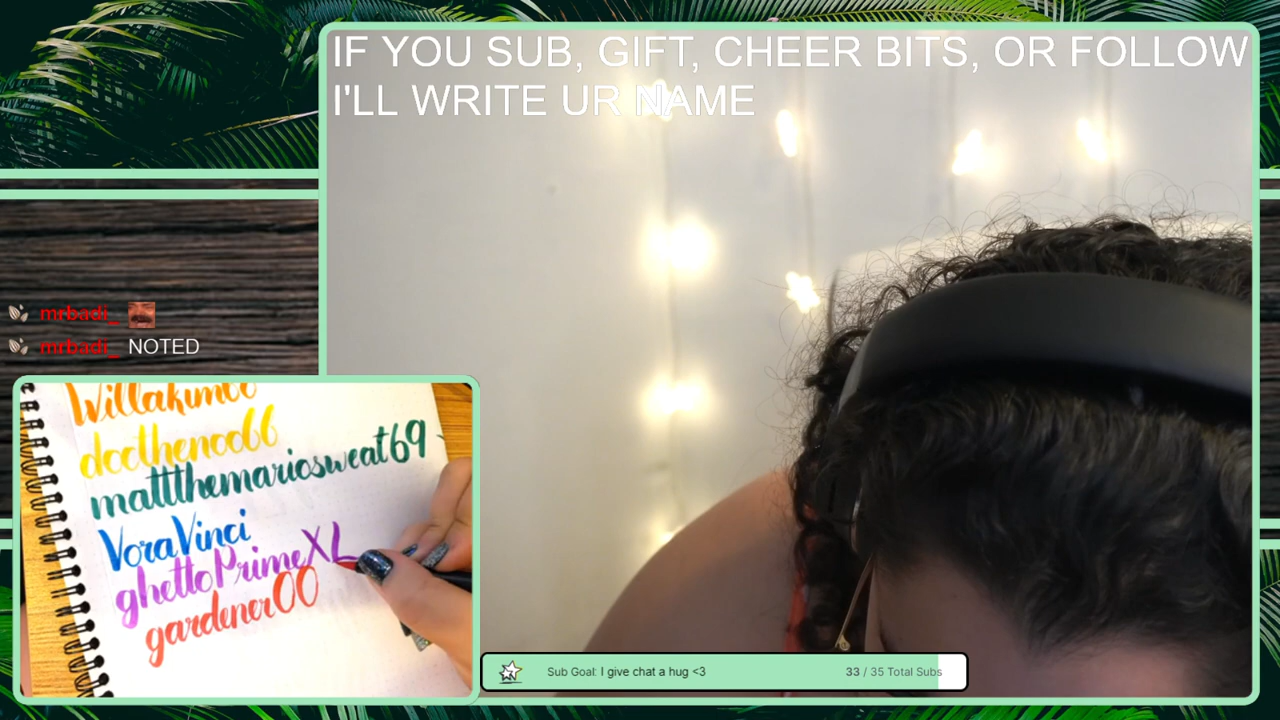 IF YOU SUB, GIFT, CHEER BITS, OR FOLLOW
I'LL WRITE UR NAME
mrbadi_
mrbadi_ NOTED
doothenoo66
mattthemariosweat69
VoraVinci
ghettoPrimeXL
gardener00
Sub Goal: I give chat a hug <3
33 / 35 Total Subs